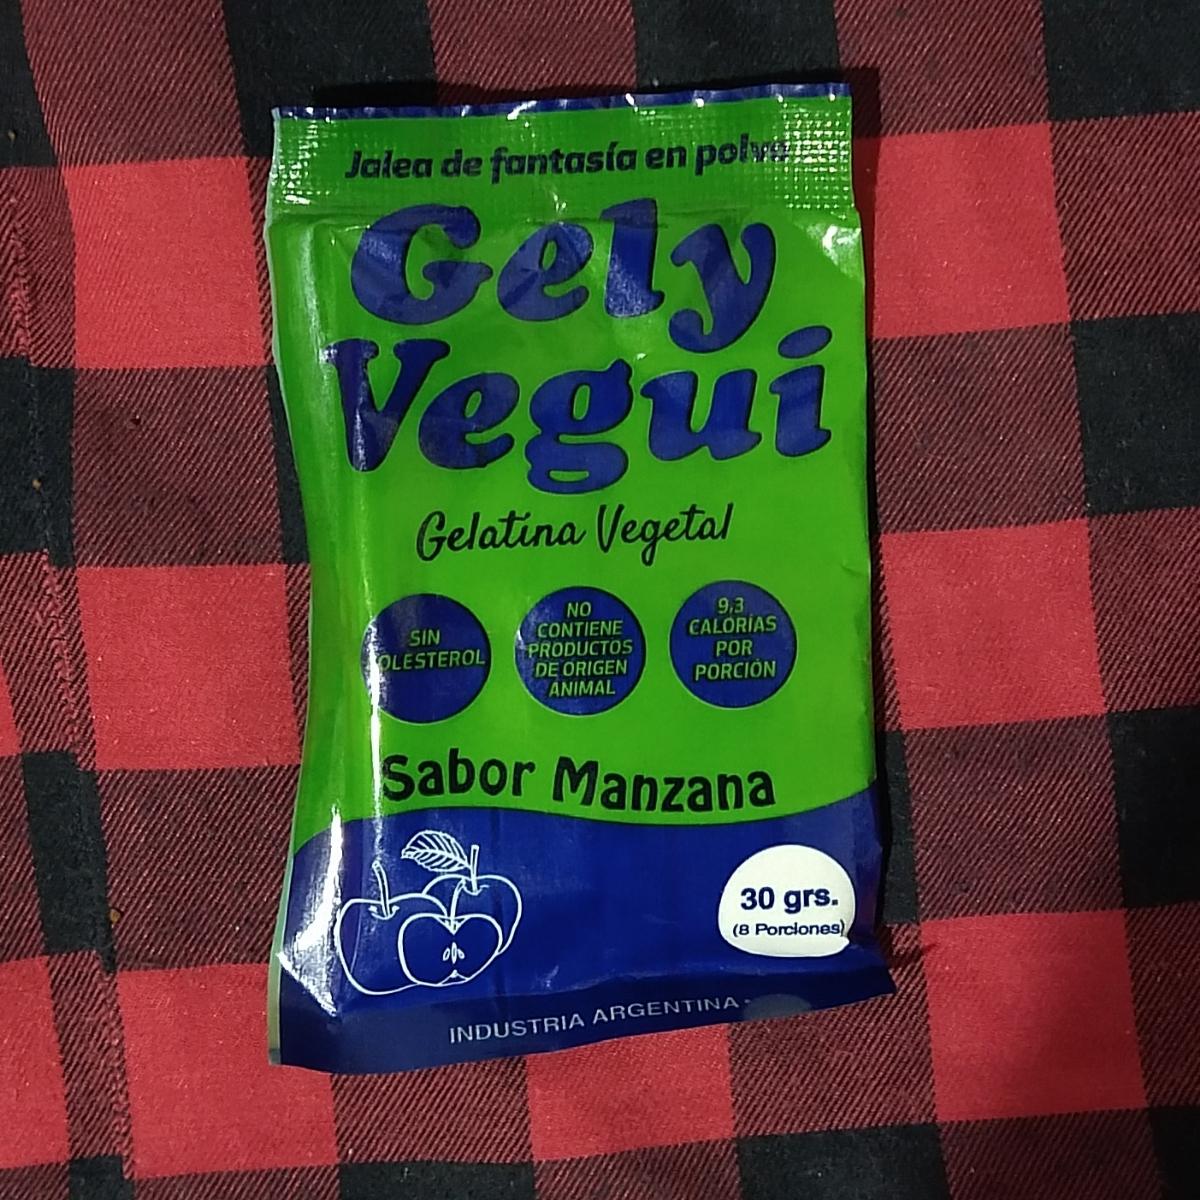 Jalea de fantasía en polvo
Gely
Vegui
Gelatina Vegetal
SIN
COLESTEROL
NO
CONTIENE
PRODUCTOS
DE ORIGEN
ANIMAL
9,3
CALORÍAS
POR
PORCIÓN
Sabor Manzana
30 grs.
(8 Porciones)
INDUSTRIA ARGENTINA